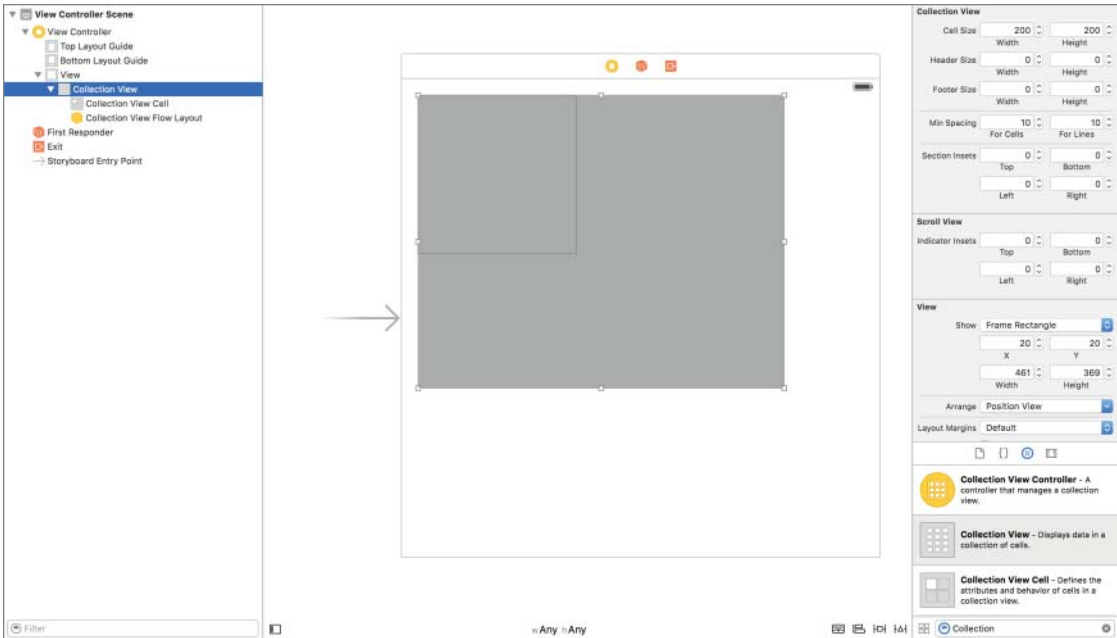 View Controller Scene
View Controller
Top Layout Guide
Bottom Layout Guide
View
Collection View
Collection View Cell
Collection View Flow Layout
First Responder
Exit
Storyboard Entry Point
Filter
wAny hAny
Collection View
Cell Size 200 200
Width Height
Header Size 0 0
Width Height
Footer Size 0 0
Width Height
Min Spacing 10 10
For Cells For Lines
Section Insets 0 0
Top Bottom
0 0
Left Right
Scroll View
Indicator Insets 0 0
Top Bottom
0 0
Left Right
View
Show Frame Rectangle
20 20
X Y
461 369
Width Height
Arrange Position View
Layout Margins Default
Collection View Controller - A
controller that manages a collection
view.
Collection View - Displays data in a
collection of cells.
Collection View Cell - Defines the
attributes and behavior of cells in a
collection view.
Collection